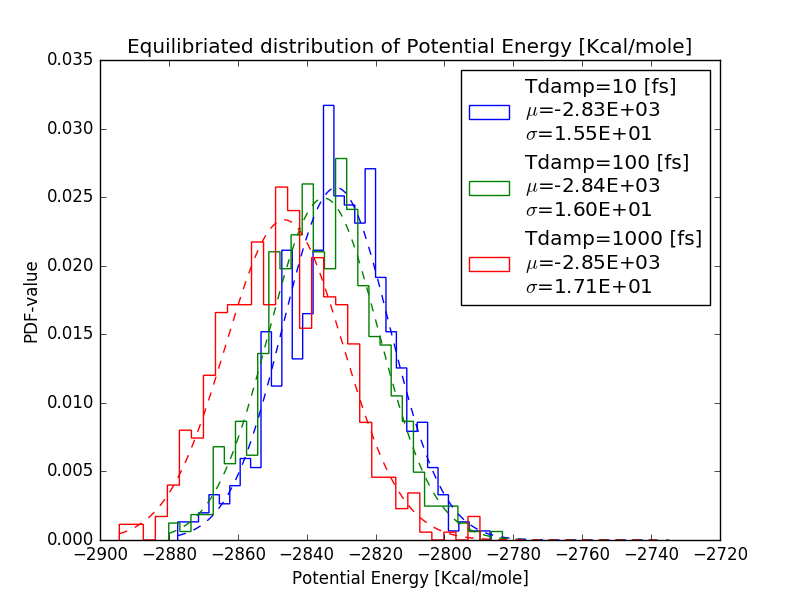 Equilibriated distribution of Potential Energy [Kcal/mole]
0.035
0.030
0.025
0.020
0.015
0.010
0.005
0.000
PDF-value
Tdamp=10 [fs]
μ=-2.83E+03
σ=1.55E+01
Tdamp=100 [fs]
μ=-2.84E+03
σ=1.60E+01
Tdamp=1000 [fs]
μ=-2.85E+03
σ=1.71E+01
−2900 −2880 −2860 −2840 −2820 −2800 −2780 −2760 −2740 −2720
Potential Energy [Kcal/mole]